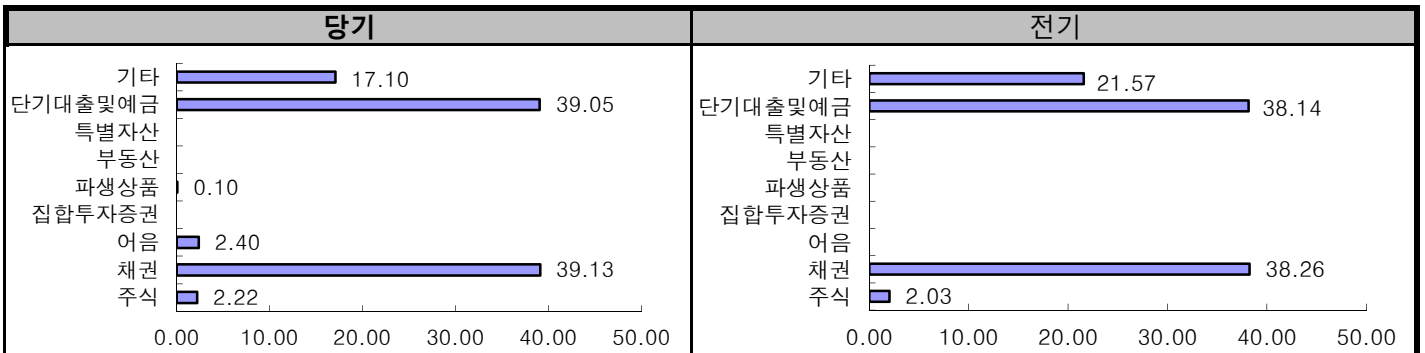 당기
기타 17.10
단기대출및예금 39.05
특별자산
부동산
파생상품 0.10
집합투자증권
어음 2.40
채권 39.13
주식 2.22
0.00 10.00 20.00 30.00 40.00 50.00
전기
기타 21.57
단기대출및예금 38.14
특별자산
부동산
파생상품
집합투자증권
어음
채권 38.26
주식 2.03
0.00 10.00 20.00 30.00 40.00 50.00